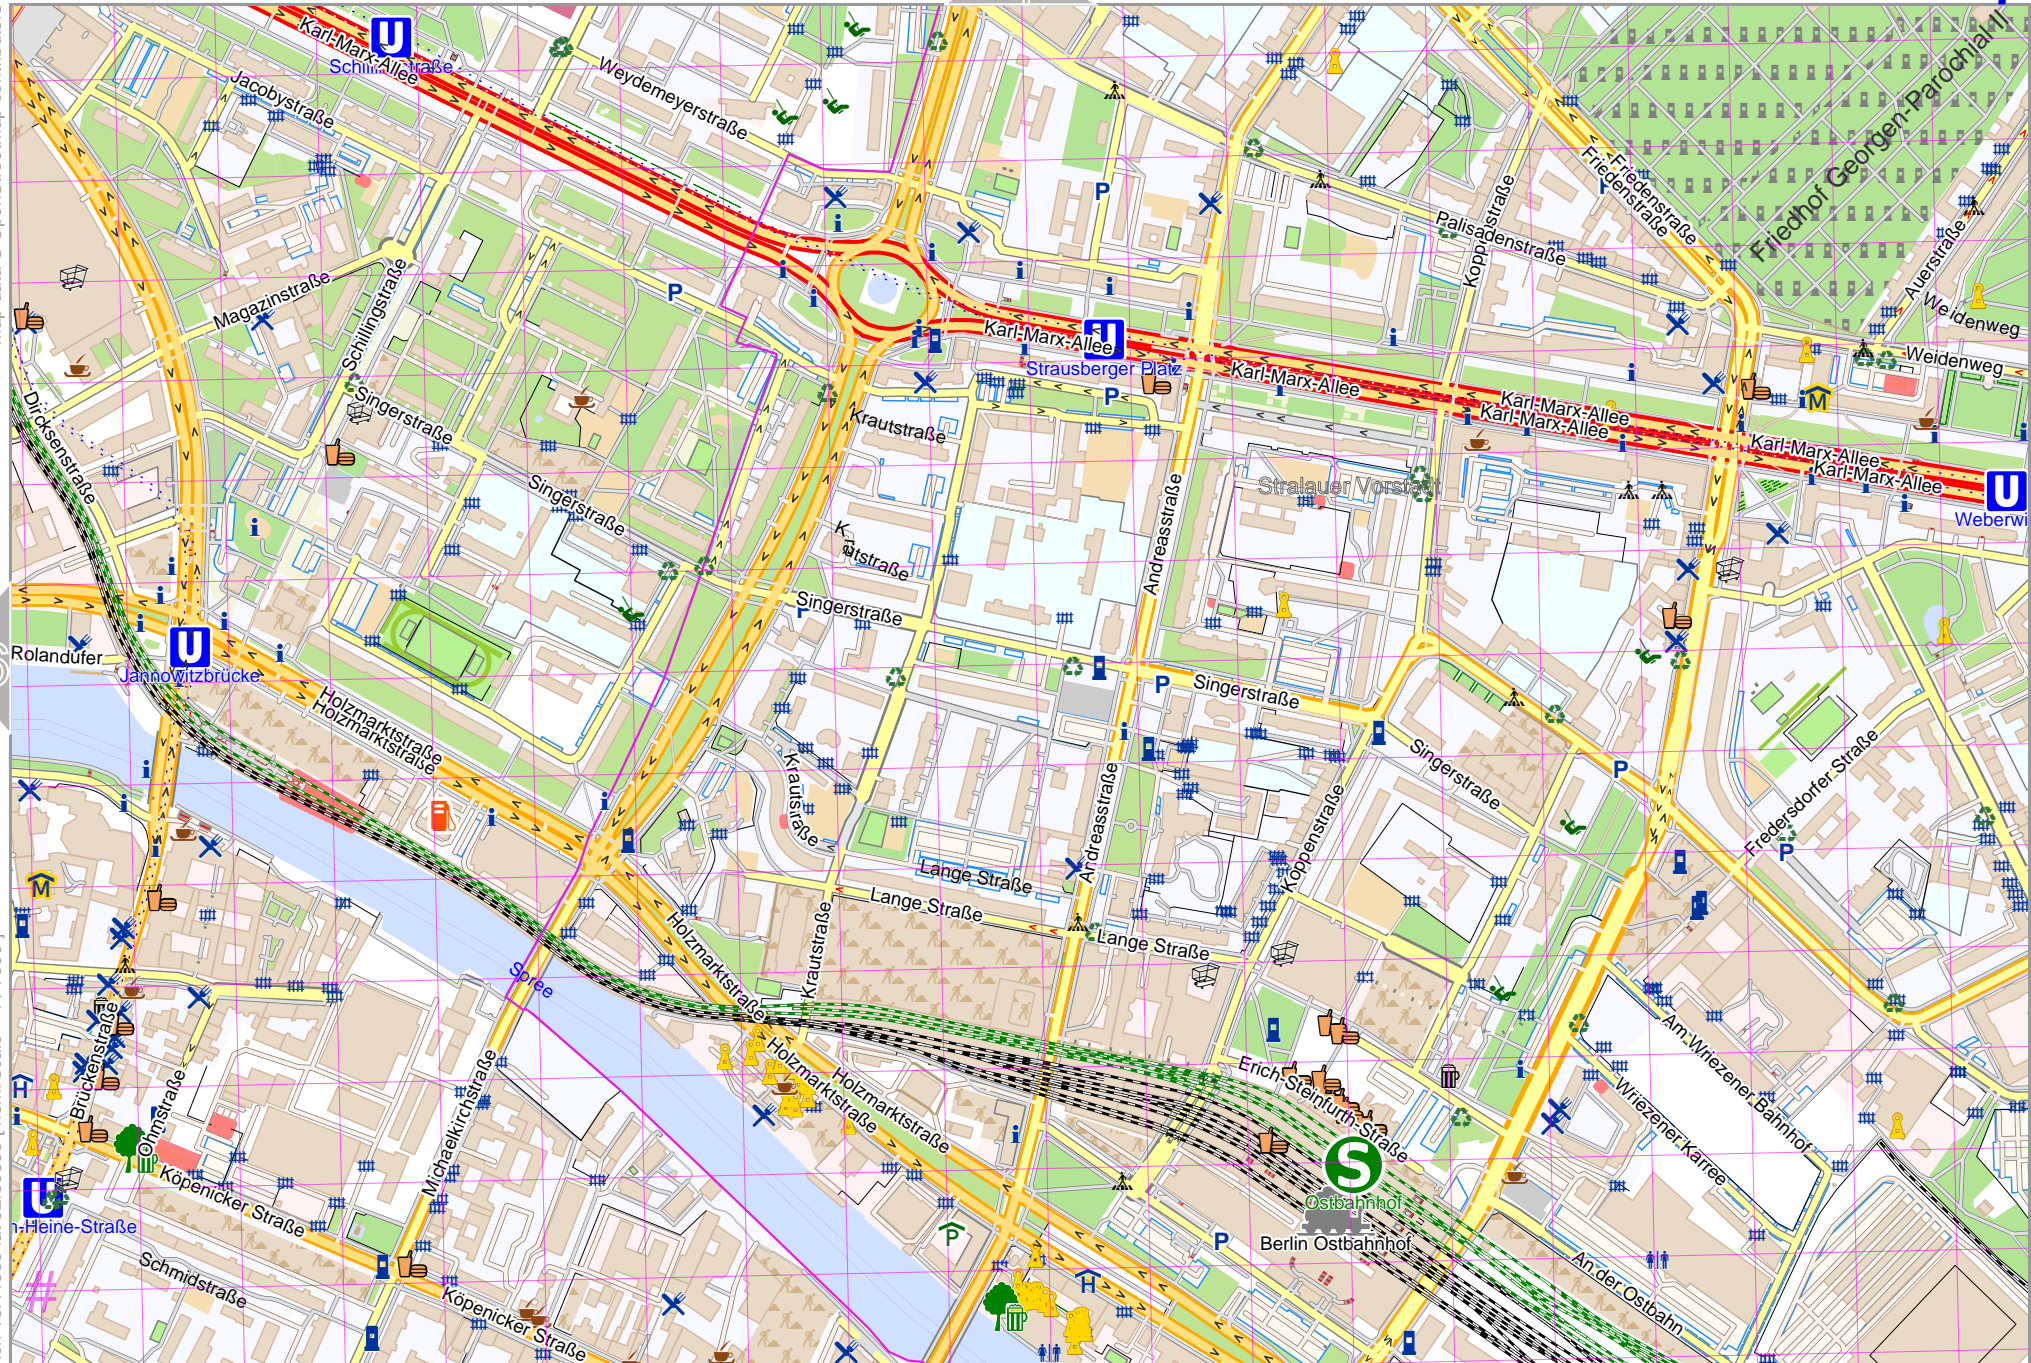 Karl-Marx-Allee
U
Schillingstraße
Jacobystraße
Weydemeyerstraße
Friedhof Georgen-Parochial II
Friedenstraße
Friedenstraße
P
P
Palisadenstraße
Koppenstraße
Auerstraße
Weidenweg
Weidenweg
Magazinstraße
Schillingstraße
P
Karl-Marx-Allee
U
Strausberger Platz
Karl-Marx-Allee
Karl-Marx-Allee
Karl-Marx-Allee
Karl-Marx-Allee
Karl-Marx-Allee
P
M
U
Weberwi
Dircksenstraße
Singerstraße
Krautstraße
Singerstraße
Stralauer Vorstadt
Andreasstraße
Singerstraße
P
Rolandufer
U
Jannowitzbrücke
Holzmarktstraße
Holzmarktstraße
P
Singerstraße
Singerstraße
P
Krautstraße
Andreasstraße
Koppenstraße
Fredersdorfer Straße
P
Lange Straße
Lange Straße
Lange Straße
M
Holzmarktstraße
Krautstraße
Spree
Brückenstraße
Ohmstraße
Michaelkirchstraße
Holzmarktstraße
Holzmarktstraße
Erich-Steinfurth-Straße
Am Wriezener Bahnhof
Wriezener Karree
H
S
Ostbahnhof
Berlin Ostbahnhof
U
n-Heine-Straße
Köpenicker Straße
Schmidstraße
Köpenicker Straße
P
P
H
An der Ostbahn